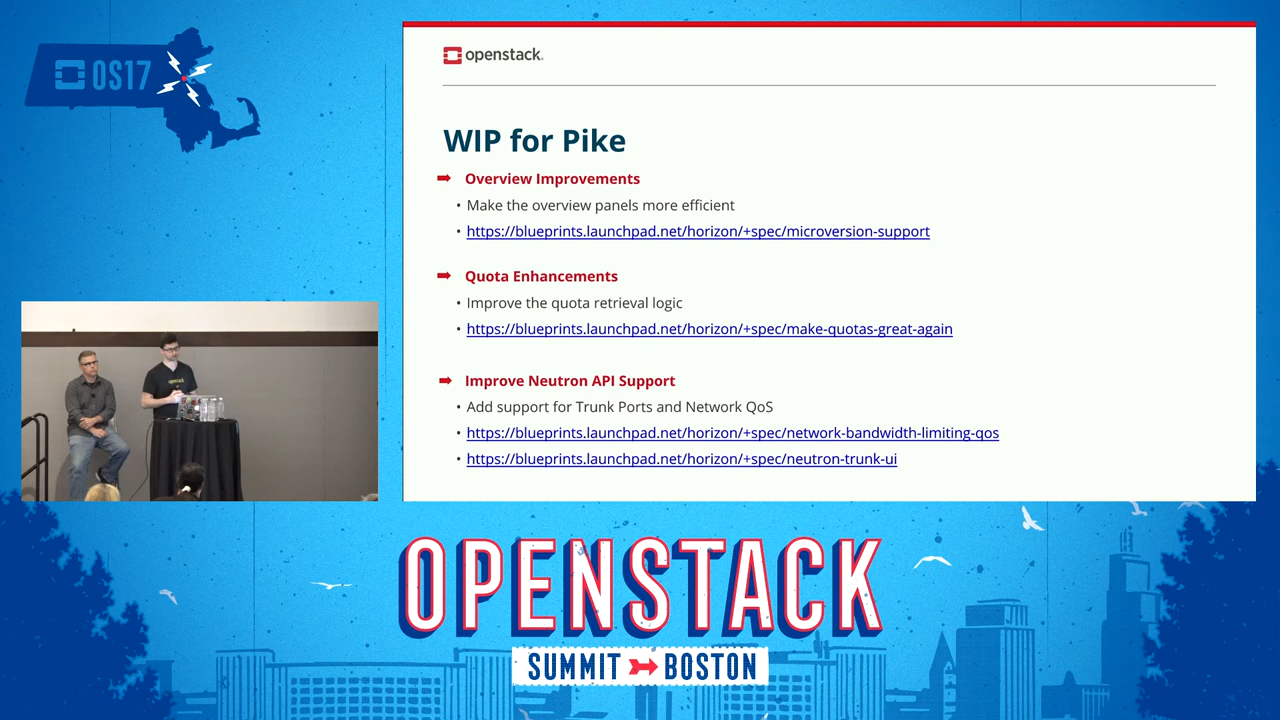 OS17
openstack.
WIP for Pike
Overview Improvements
• Make the overview panels more efficient
• https://blueprints.launchpad.net/horizon/+spec/microversion-support
Quota Enhancements
• Improve the quota retrieval logic
• https://blueprints.launchpad.net/horizon/+spec/make-quotas-great-again
Improve Neutron API Support
• Add support for Trunk Ports and Network QoS
• https://blueprints.launchpad.net/horizon/+spec/network-bandwidth-limiting-qos
• https://blueprints.launchpad.net/horizon/+spec/neutron-trunk-ui
openstack
OPENSTACK
SUMMIT BOSTON